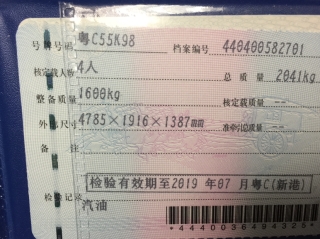 号牌号码 粤C55K98 档案编号 440400582701
核定载人数 4人 总质量 2041kg
整备质量 1600kg 核定载质量 --
外廓尺寸 4785×1916×1387mm 准牵引总质量 --
备注
检验有效期至2019年07月粤C(新港)
检验记录 汽油
*4440036494325*